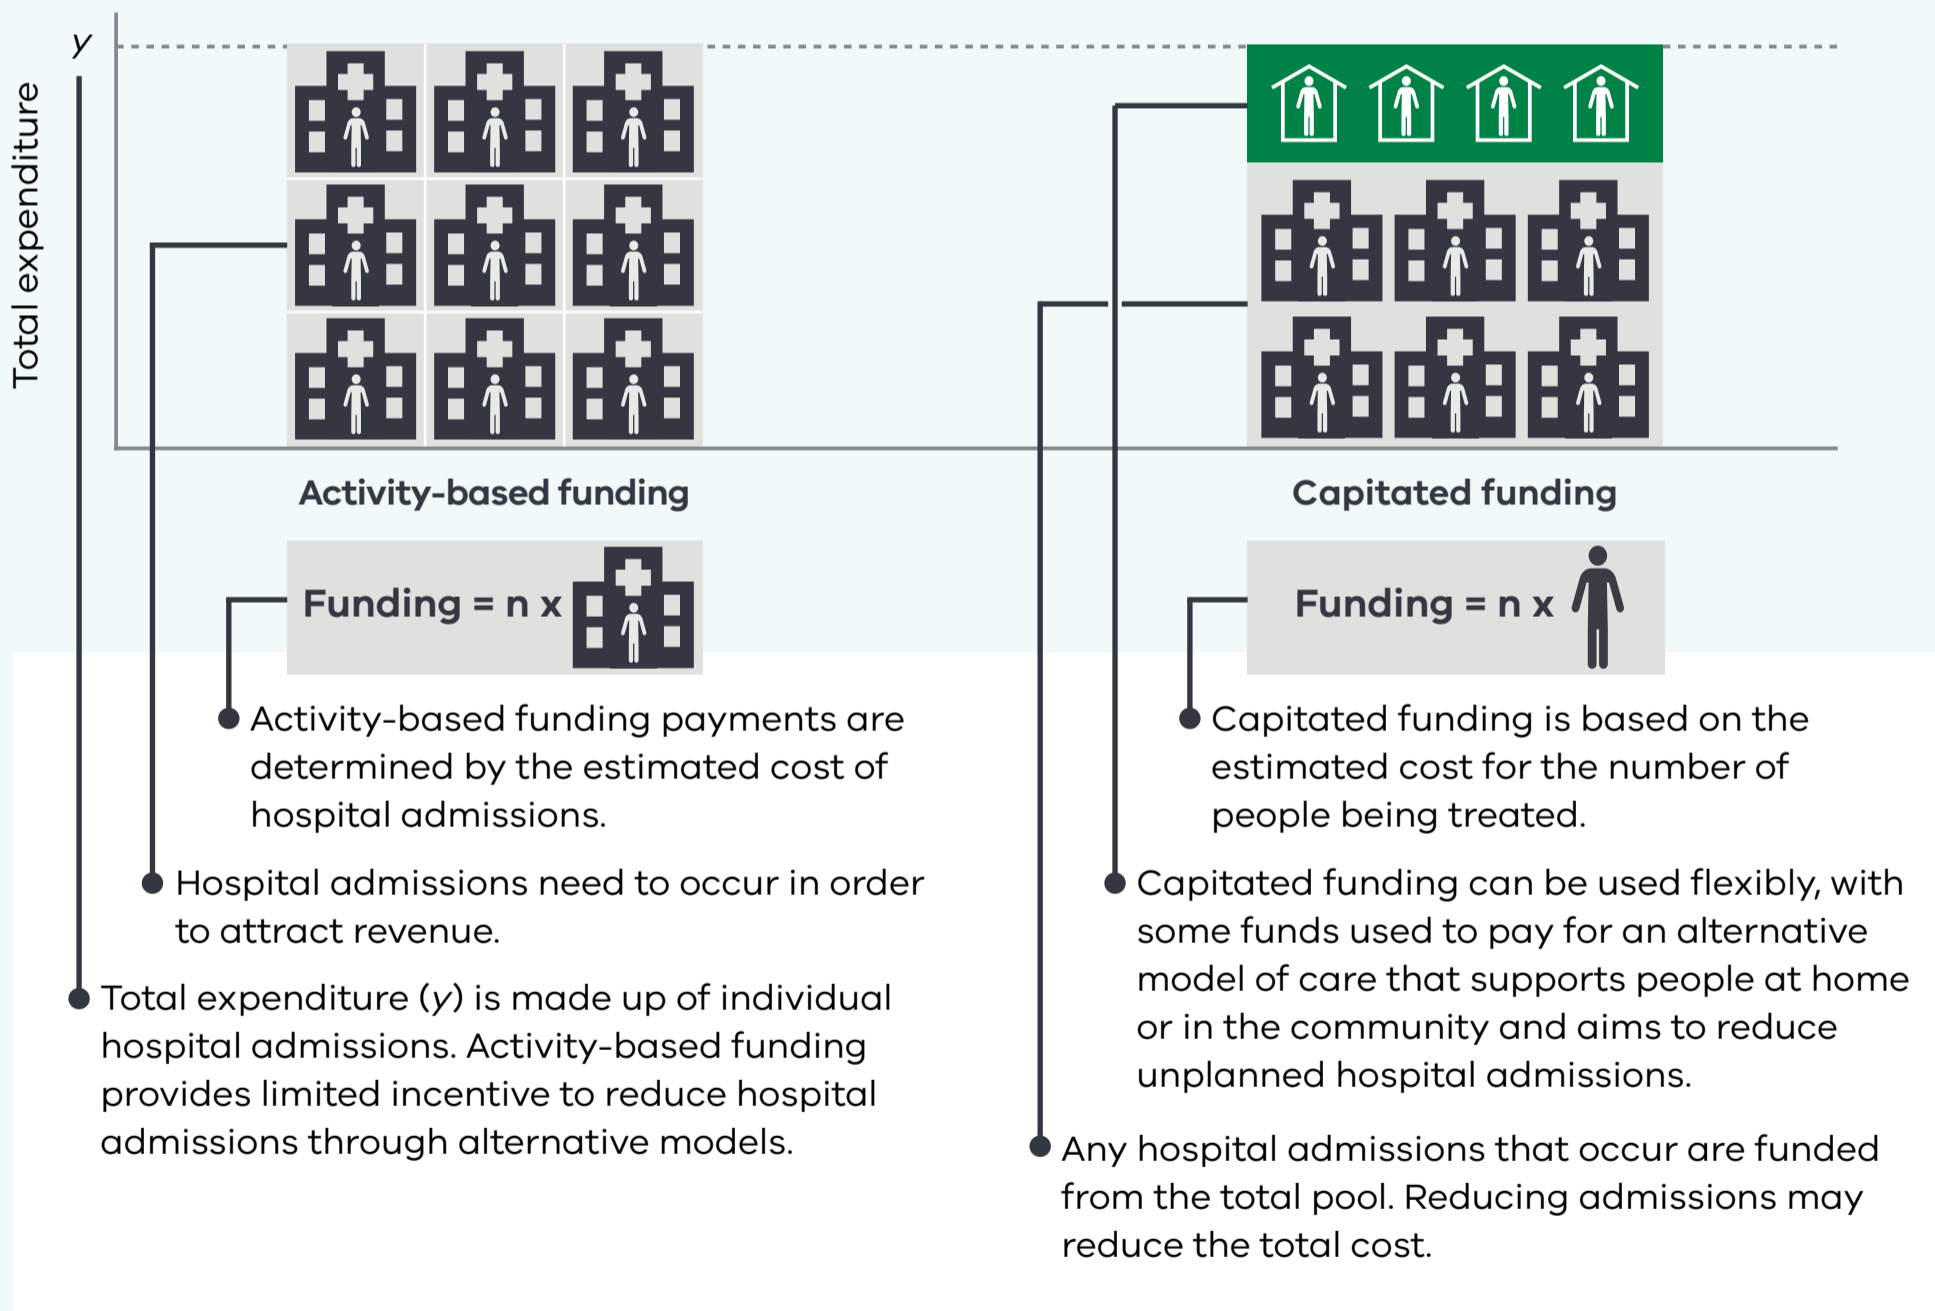 y
Total expenditure
Activity-based funding
Funding = n x
Activity-based funding payments are
determined by the estimated cost of
hospital admissions.
Hospital admissions need to occur in order
to attract revenue.
Total expenditure (y) is made up of individual
hospital admissions. Activity-based funding
provides limited incentive to reduce hospital
admissions through alternative models.
Capitated funding
Funding = n x
Capitated funding is based on the
estimated cost for the number of
people being treated.
Capitated funding can be used flexibly, with
some funds used to pay for an alternative
model of care that supports people at home
or in the community and aims to reduce
unplanned hospital admissions.
Any hospital admissions that occur are funded
from the total pool. Reducing admissions may
reduce the total cost.